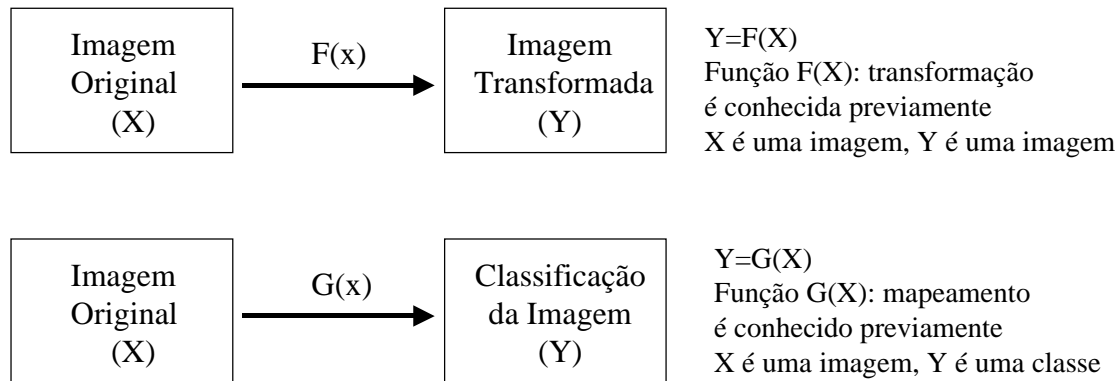 Imagem
Original
(X)
F(x)
Imagem
Transformada
(Y)
Y=F(X)
Função F(X): transformação
é conhecida previamente
X é uma imagem, Y é uma imagem
Imagem
Original
(X)
G(x)
Classificação
da Imagem
(Y)
Y=G(X)
Função G(X): mapeamento
é conhecido previamente
X é uma imagem, Y é uma classe